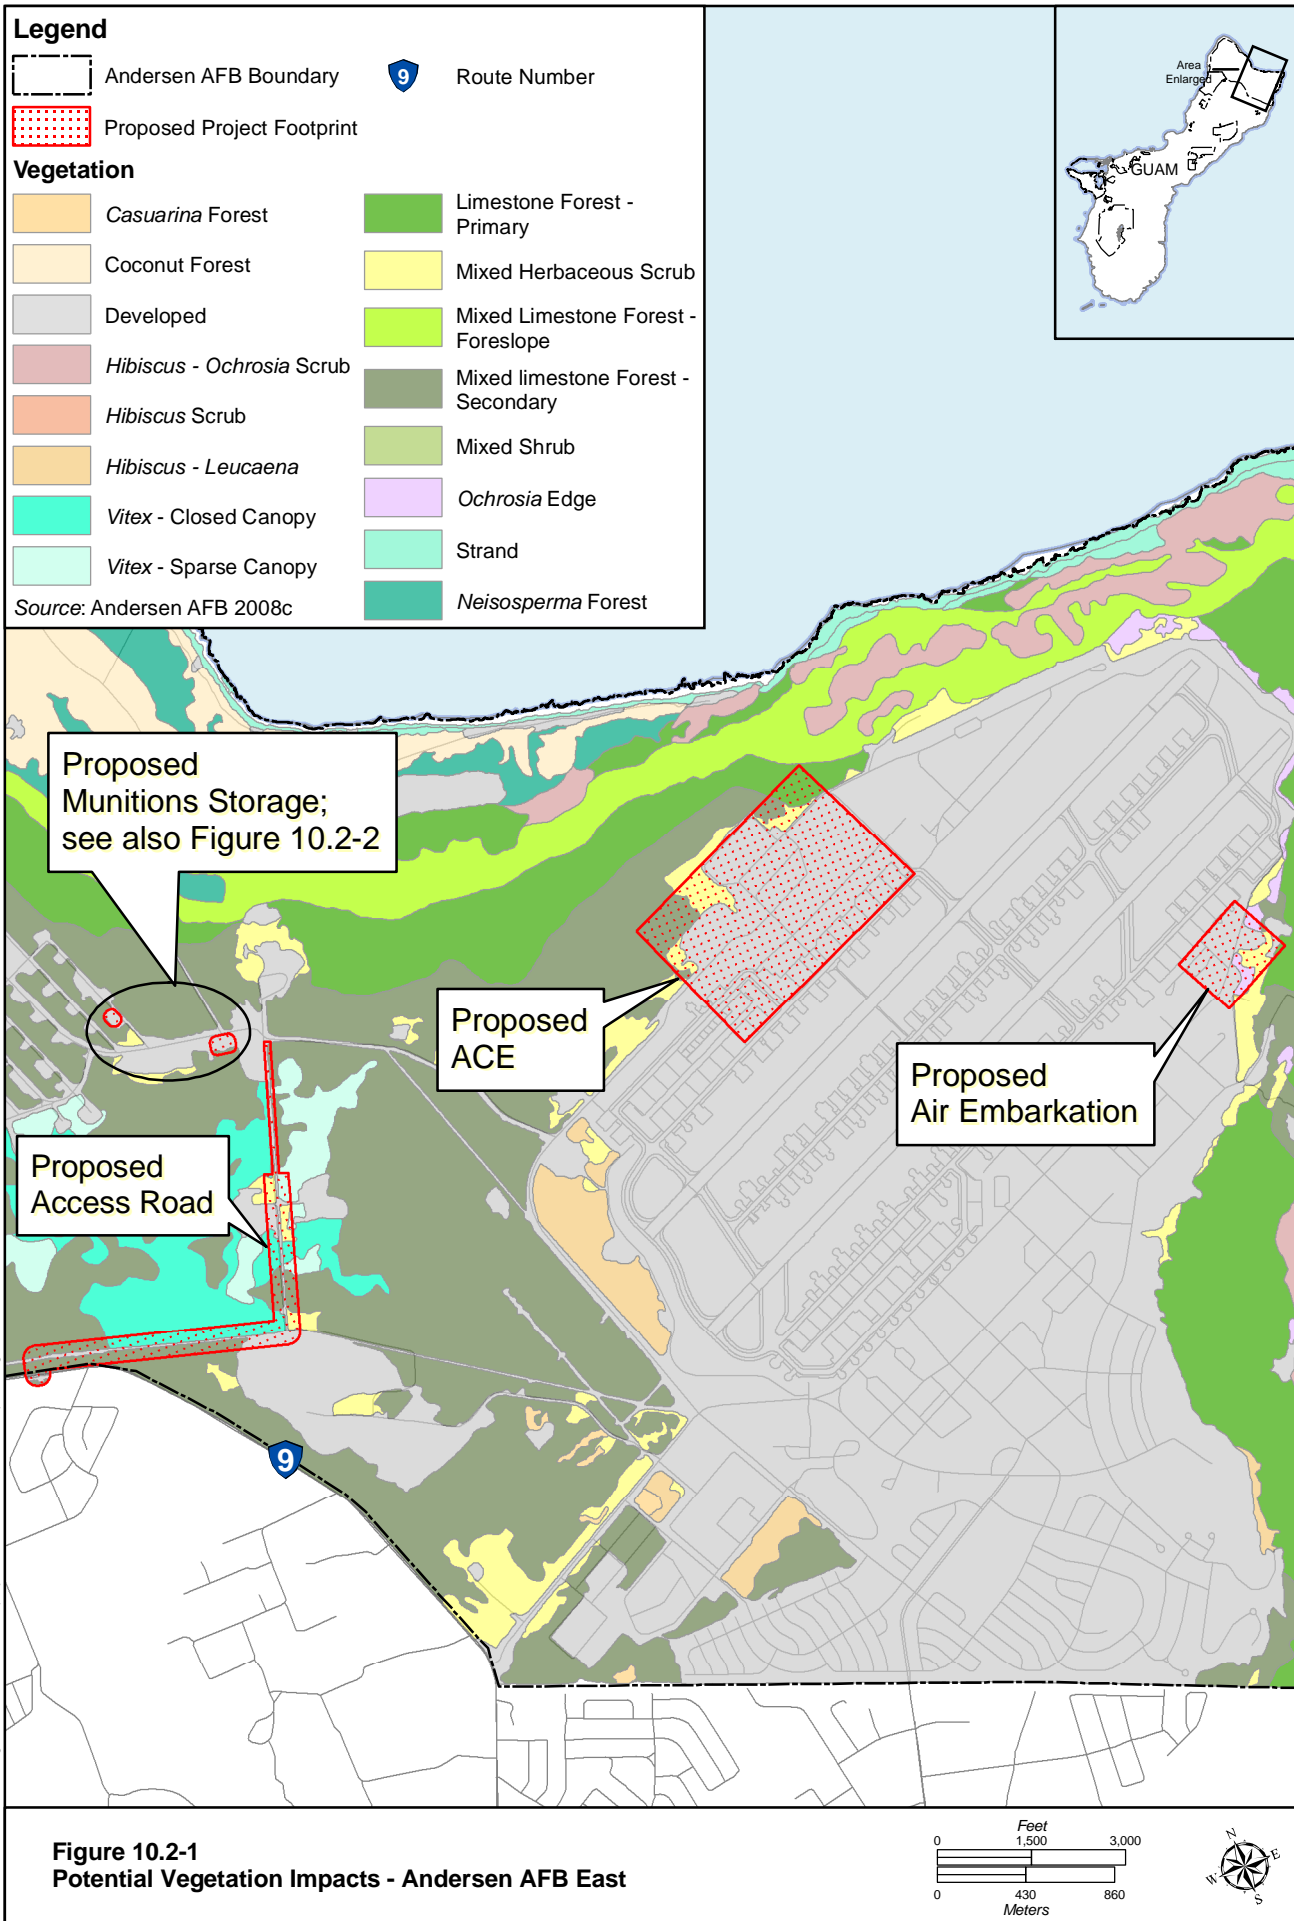 Legend
Andersen AFB Boundary
9 Route Number
Proposed Project Footprint
Vegetation
Casuarina Forest
Coconut Forest
Developed
Hibiscus - Ochrosia Scrub
Hibiscus Scrub
Hibiscus - Leucaena
Vitex - Closed Canopy
Vitex - Sparse Canopy
Limestone Forest -
Primary
Mixed Herbaceous Scrub
Mixed Limestone Forest -
Foreslope
Mixed limestone Forest -
Secondary
Mixed Shrub
Ochrosia Edge
Strand
Neisosperma Forest
Source: Andersen AFB 2008c
Area
Enlarged
GUAM
Proposed
Munitions Storage;
see also Figure 10.2-2
Proposed
ACE
Proposed
Air Embarkation
Proposed
Access Road
9
Figure 10.2-1
Potential Vegetation Impacts - Andersen AFB East
Feet
0 1,500 3,000
0 430 860
Meters
N
E
S
W